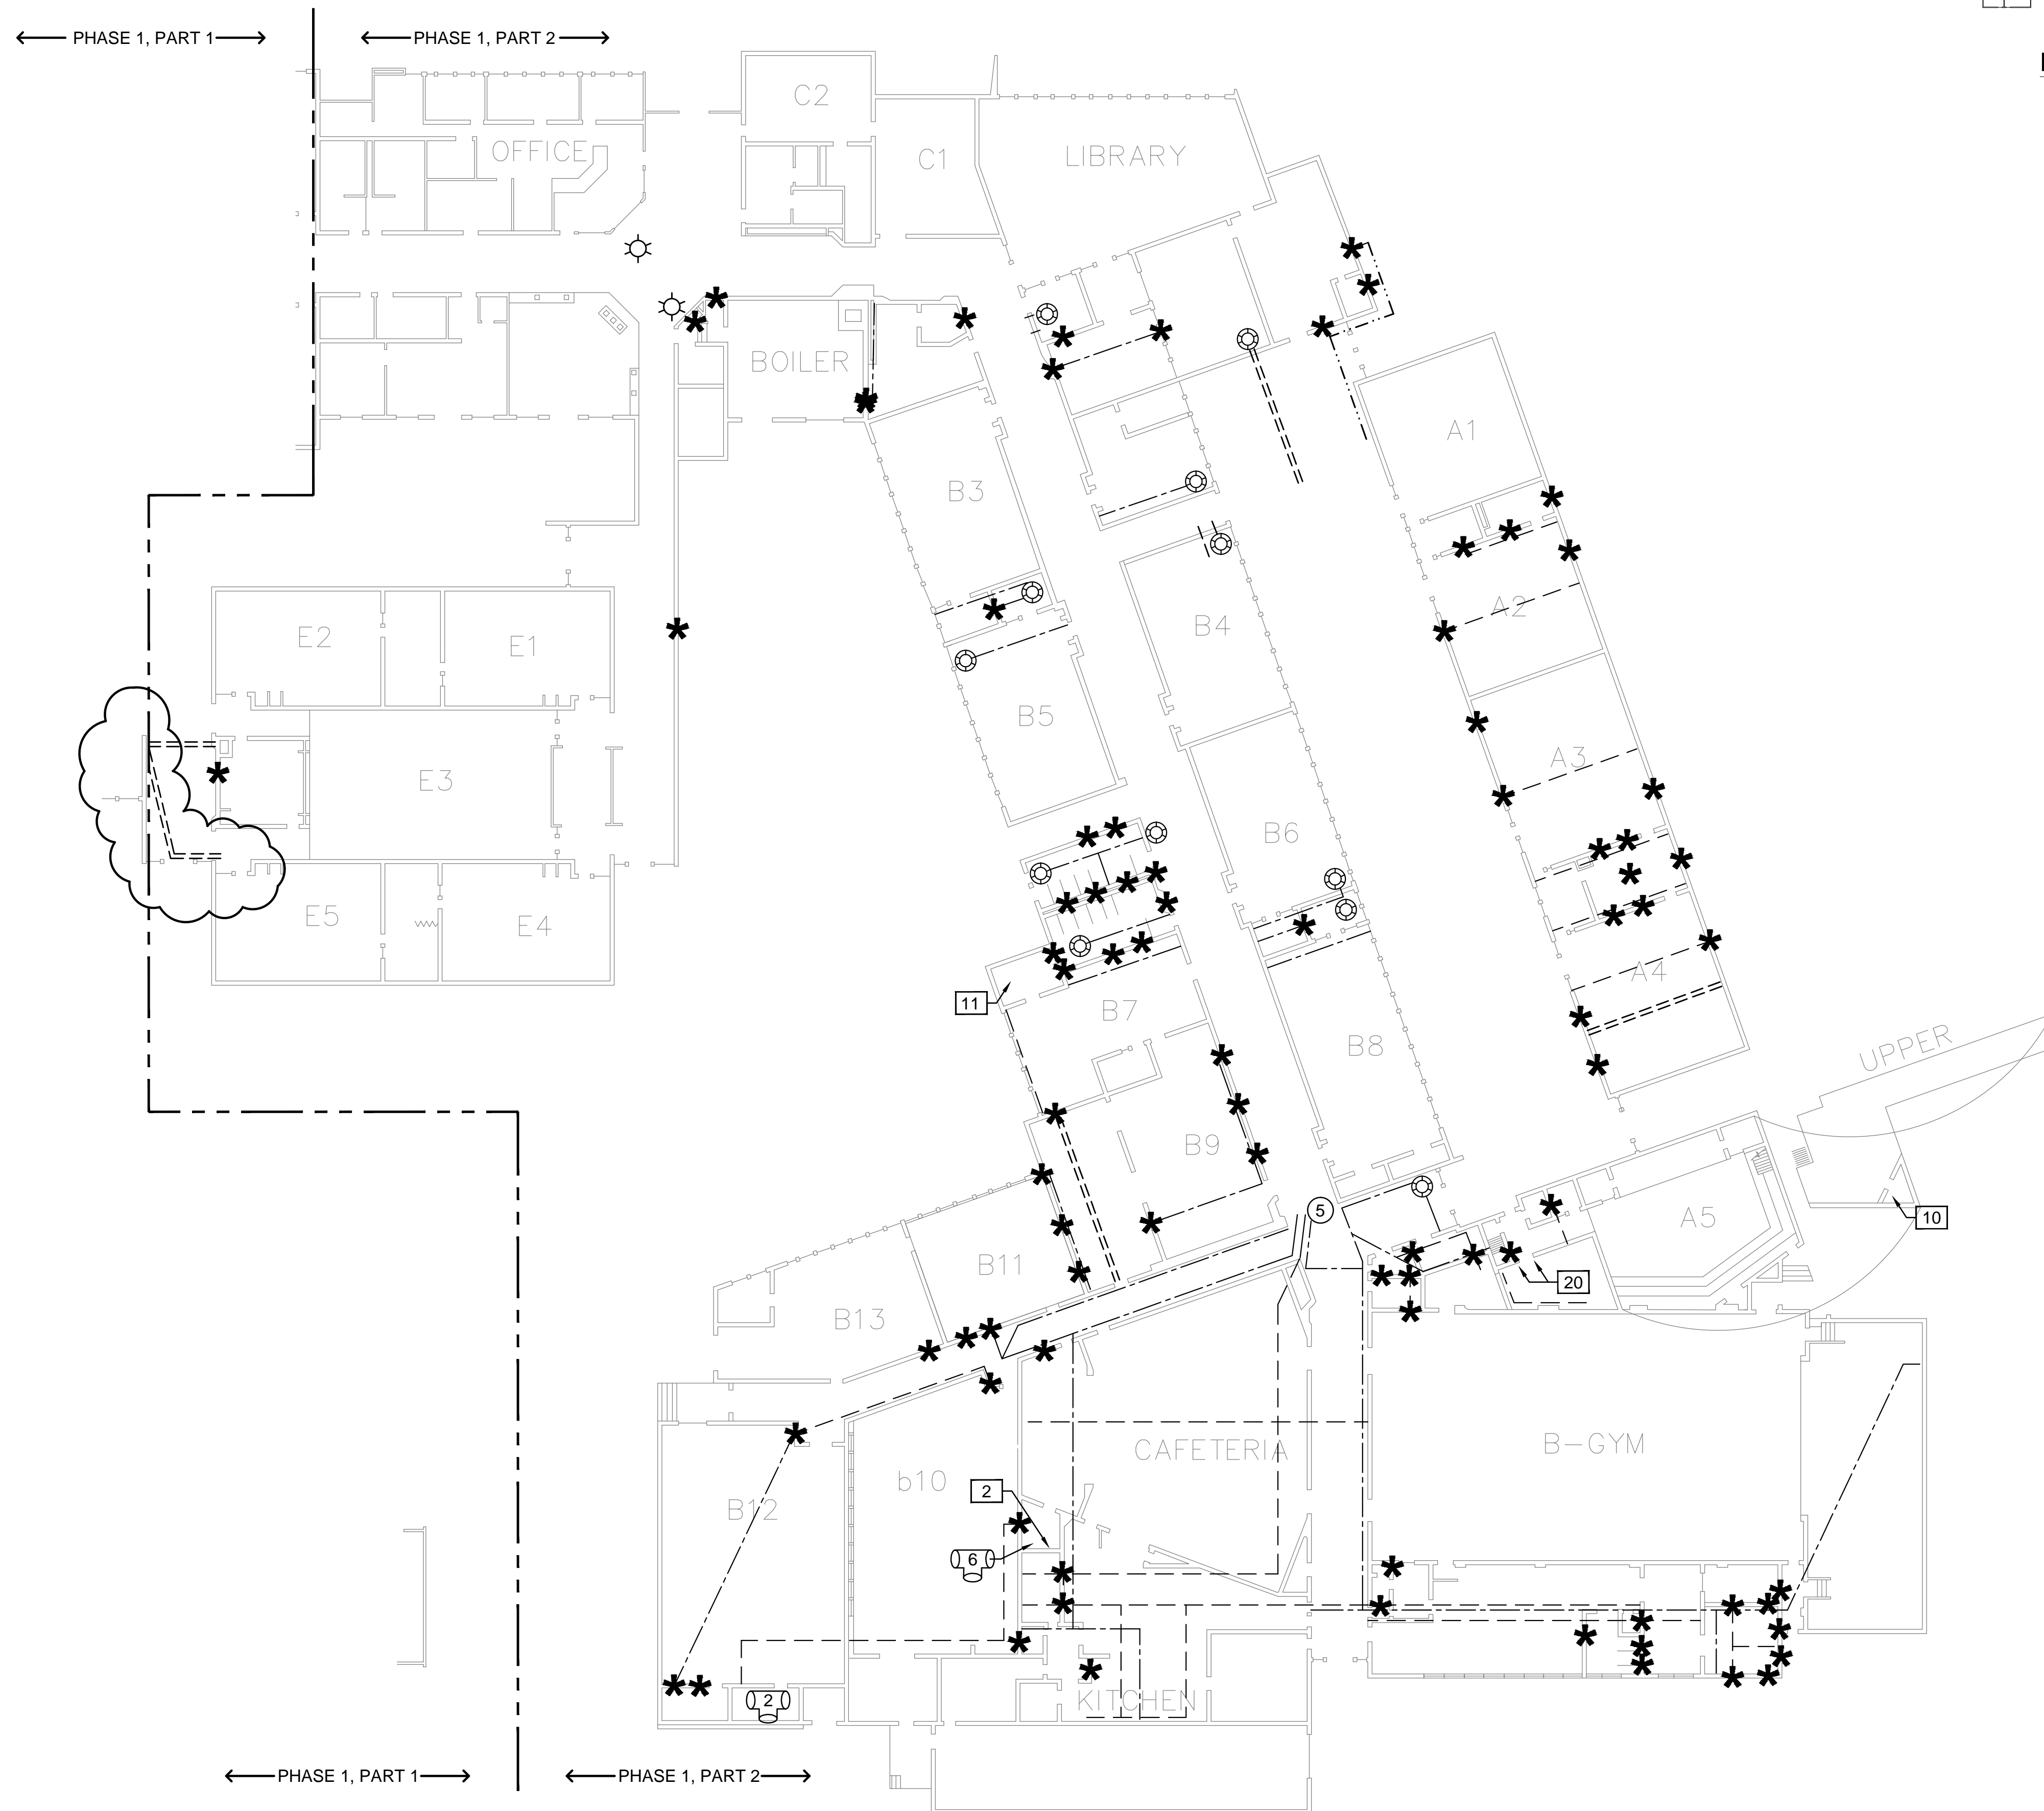 PHASE 1, PART 1
PHASE 1, PART 2
C2
OFFICE
C1
LIBRARY
BOILER
A1
B3
A2
B4
E2
E1
B5
A3
E3
B6
E5
E4
A4
11
B7
B8
UPPER
B9
5
A5
10
B11
20
B13
B-GYM
CAFETERIA
b10
2
B12
6
2
KITCHEN
PHASE 1, PART 1
PHASE 1, PART 2